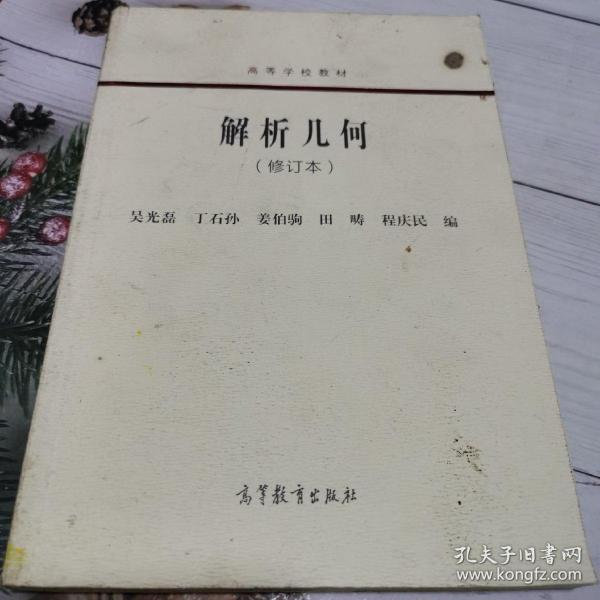 高等学校教材
解析几何
(修订本)
吴光磊 丁石孙 姜伯驹 田 畴 程庆民 编
高等教育出版社
孔夫子旧书网
www.kongfz.com